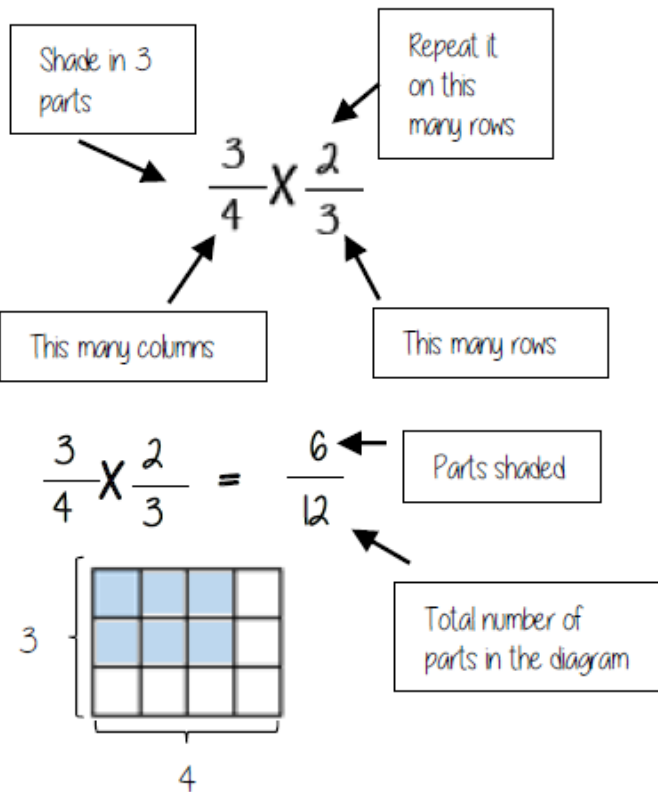 Shade in 3
parts
Repeat it
on this
many rows
3/4 X 2/3
This many columns
This many rows
3/4 X 2/3 = 6/12
Parts shaded
Total number of
parts in the diagram
3
4